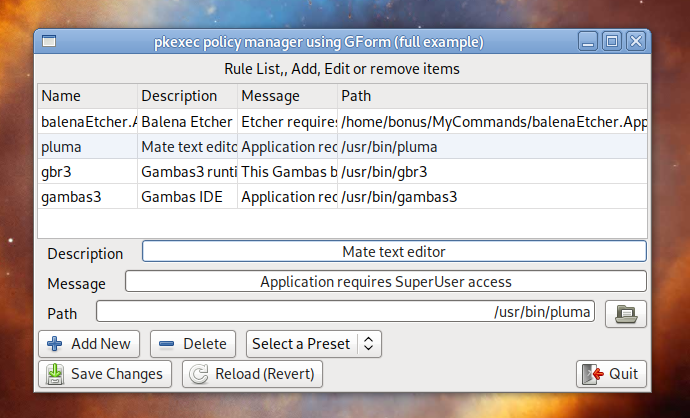 pkexec policy manager using GForm (full example)
Rule List,, Add, Edit or remove items
Name Description Message Path
balenaEtcher.A Balena Etcher Etcher requires /home/bonus/MyCommands/balenaEtcher.App
pluma Mate text edito Application req /usr/bin/pluma
gbr3 Gambas3 runti This Gambas b /usr/bin/gbr3
gambas3 Gambas IDE Application req /usr/bin/gambas3
Description Mate text editor
Message Application requires SuperUser access
Path /usr/bin/pluma
Add New Delete Select a Preset
Save Changes Reload (Revert) Quit